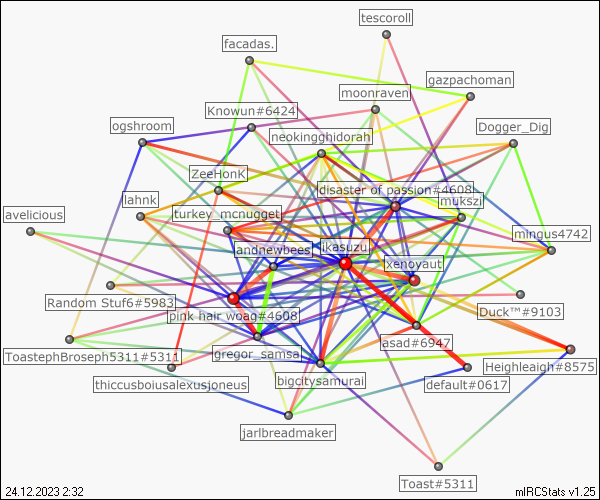 tescoroll
facadas.
gazpachoman
moonraven
Knowun#6424
ogshroom
Dogger_Dig
neokingghidorah
ZeeHonK
disaster of passion#4608
mukszi
lahnk
turkey_mcnugget
avelicious
mingus4742
andnewbees
ikasuzu
xenoyaut
Random Stuf6#5983
Duck™#9103
pink hair woag#4608
esad#6947
ToastephBroseph5311#5311
gregor_samsa
Heighleaigh#8575
thiccusboiusalexusjoneus
bigcitysamurai
default#0617
jarlbreadmaker
Toast#5311
24.12.2023 2:32
mIRCStats v1.25